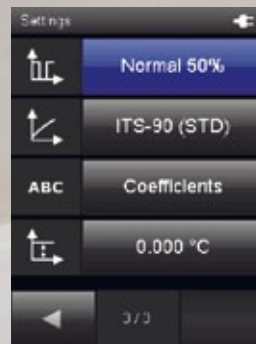 Settings
Normal 50%
ITS-90 (STD)
ABC
Coefficients
0.000 °C
3/3